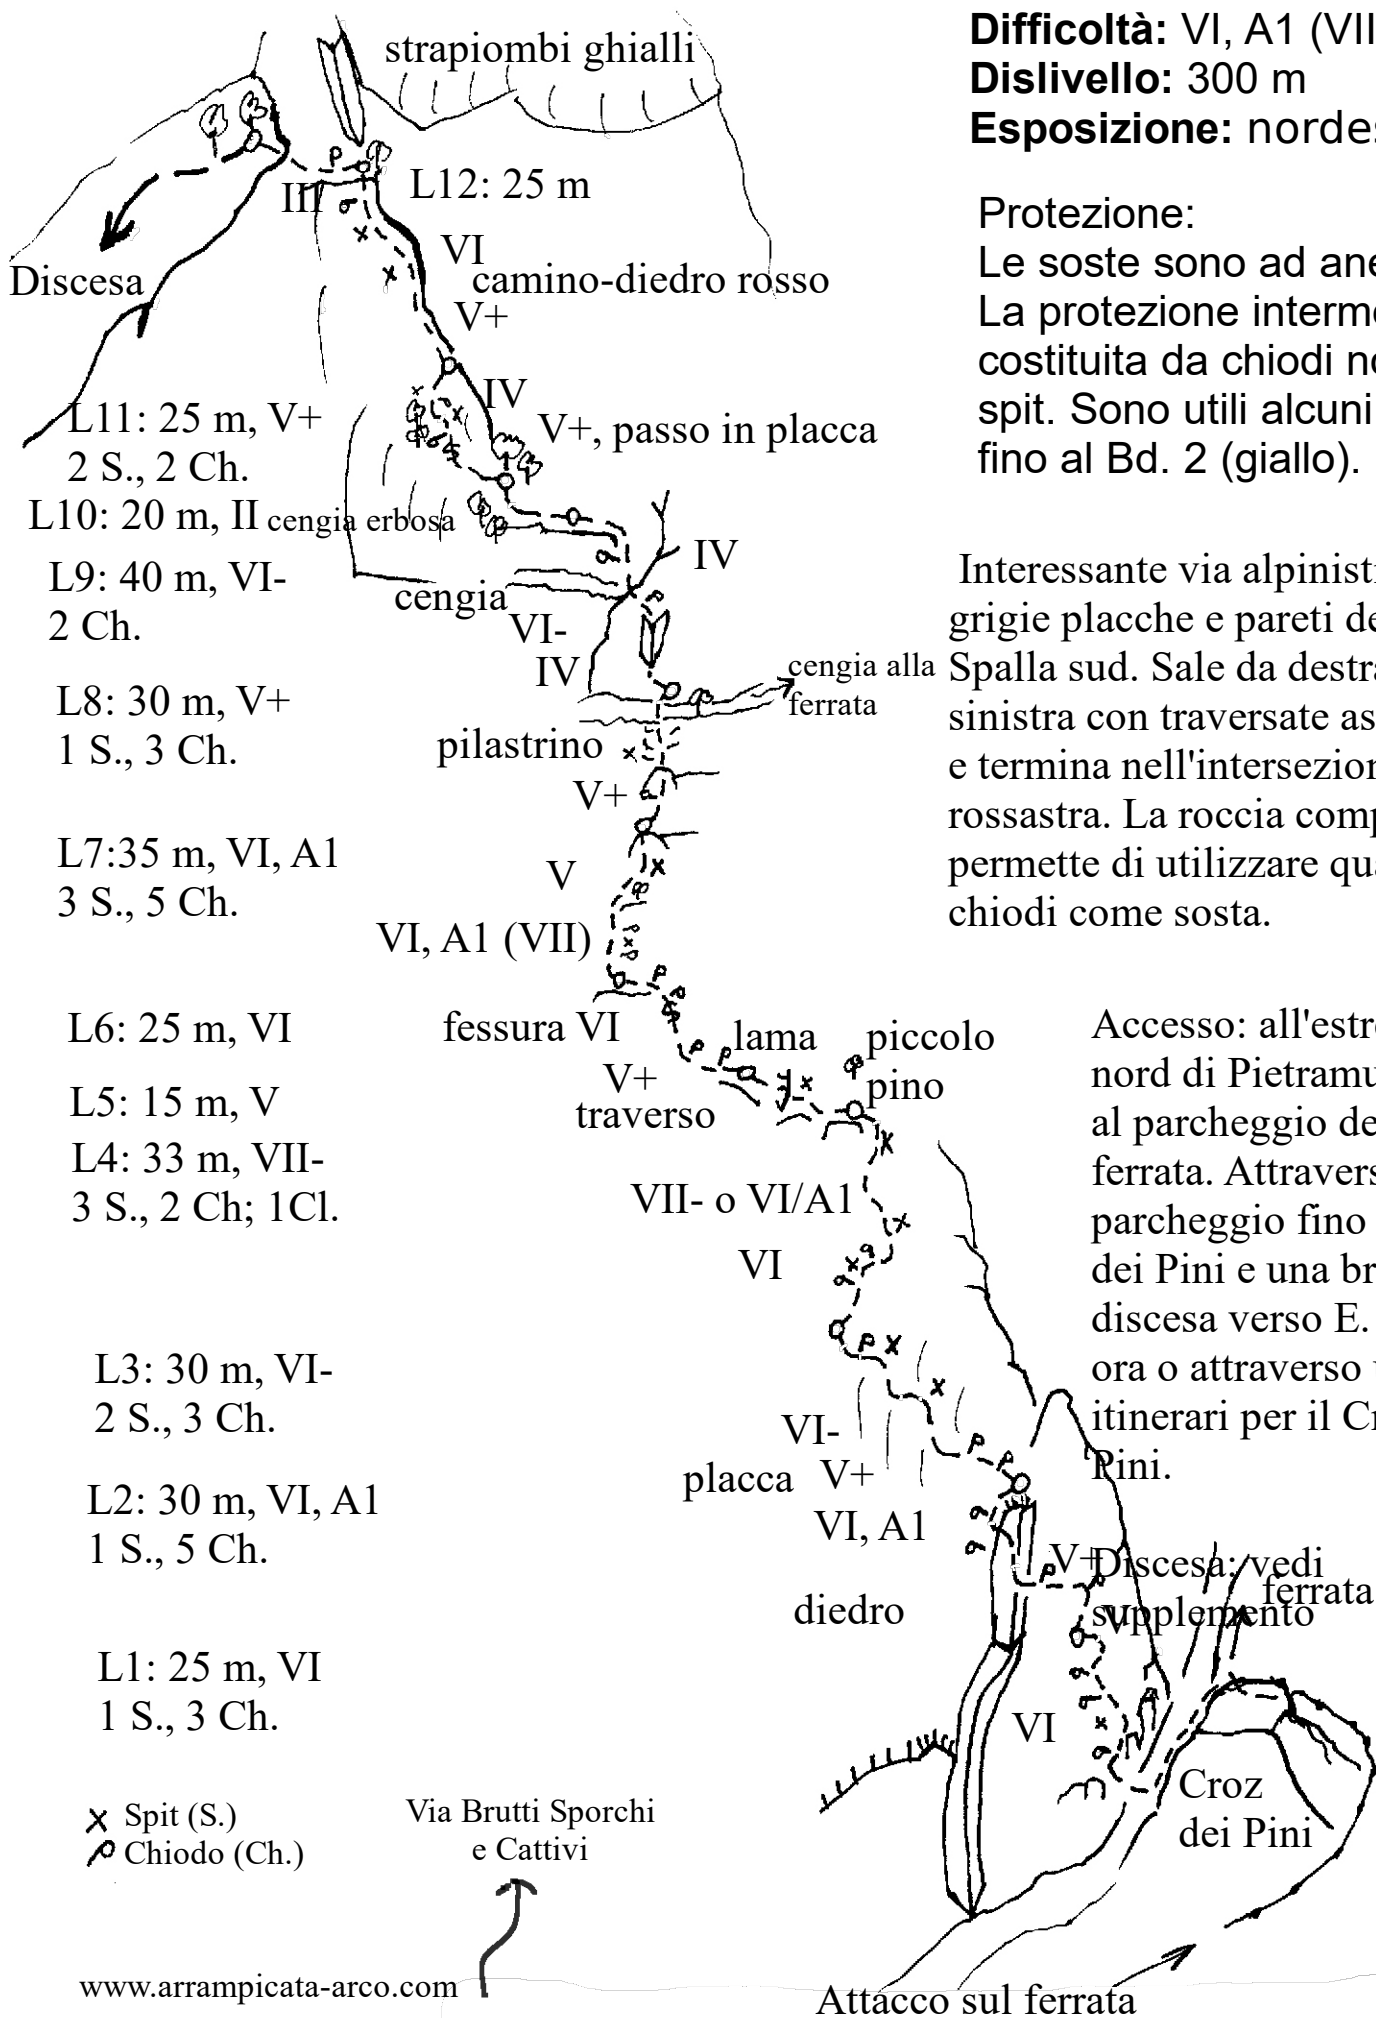 strapiombi ghialli
III
L12: 25 m
VI
camino-diedro rosso
V+
Discesa
IV
L11: 25 m, V+
2 S., 2 Ch.
V+, passo in placca
L10: 20 m, II cengia erbosa
IV
L9: 40 m, VI-
2 Ch.
cengia
VI-
IV
cengia alla
ferrata
L8: 30 m, V+
1 S., 3 Ch.
pilastrino
V+
L7:35 m, VI, A1
3 S., 5 Ch.
V
VI, A1 (VII)
L6: 25 m, VI
fessura VI
lama
piccolo
pino
V+
traverso
L5: 15 m, V
L4: 33 m, VII-
3 S., 2 Ch; 1Cl.
VII- o VI/A1
VI
L3: 30 m, VI-
2 S., 3 Ch.
VI-
placca V+
L2: 30 m, VI, A1
1 S., 5 Ch.
VI, A1
V+
diedro
V
ferrata
L1: 25 m, VI
1 S., 3 Ch.
VI
Croz
dei Pini
x Spit (S.)
Chiodo (Ch.)
Via Brutti Sporchi
e Cattivi
www.arrampicata-arco.com
Attacco sul ferrata
Difficoltà: VI, A1 (VII
Dislivello: 300 m
Esposizione: nordes
Protezione:
Le soste sono ad ane
La protezione interme
costituita da chiodi no
spit. Sono utili alcuni
fino al Bd. 2 (giallo).
Interessante via alpinisti
grigie placche e pareti de
Spalla sud. Sale da destra
sinistra con traversate as
e termina nell'intersezion
rossastra. La roccia comp
permette di utilizzare qua
chiodi come sosta.
Accesso: all'estre
nord di Pietramu
al parcheggio de
ferrata. Attravers
parcheggio fino
dei Pini e una br
discesa verso E.
ora o attraverso v
itinerari per il Cr
Pini.
Discesa: vedi
supplemento